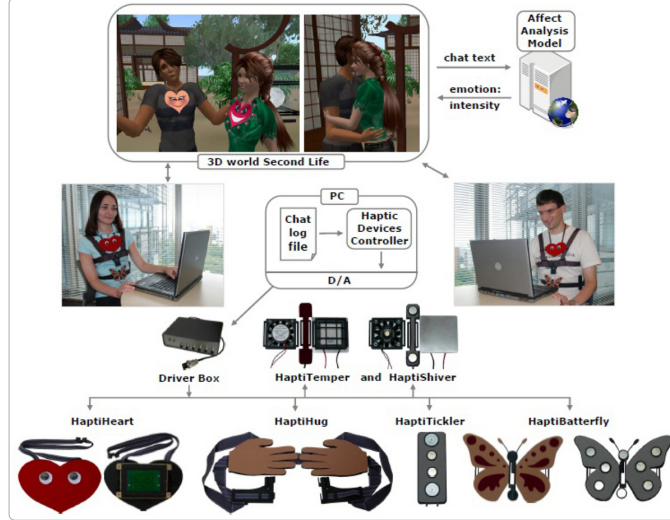 Affect
Analysis
Model
chat text
emotion:
intensity
3D world Second Life
PC
Chat
log
file
Haptic
Devices
Controller
D/A
Driver Box
HaptiTemper and HaptiShiver
HaptiHeart
HaptiHug
HaptiTickler
HaptiBatterfly